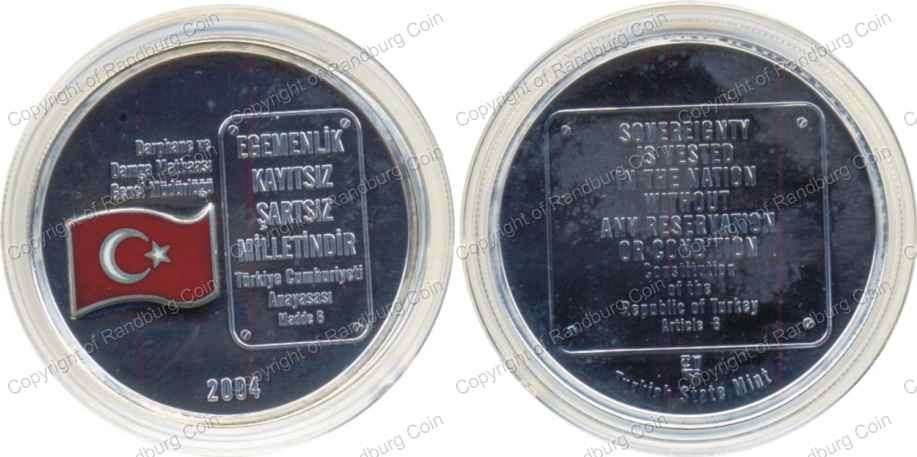 Darphane ve
Damga Matbaası
Genel Müdürlüğü
EGEMENLİK
KAYITSIZ
ŞARTSIZ
MİLLETİNDİR
Türkiye Cumhuriyeti
Anayasası
Madde 6
2004
SOVEREIGNTY
IS VESTED
IN THE NATION
WITHOUT
ANY RESERVATION
OR CONDITION
Constitution
of the
Republic of Turkey
Article 6
Turkish State Mint
Copyright of Randburg Coin